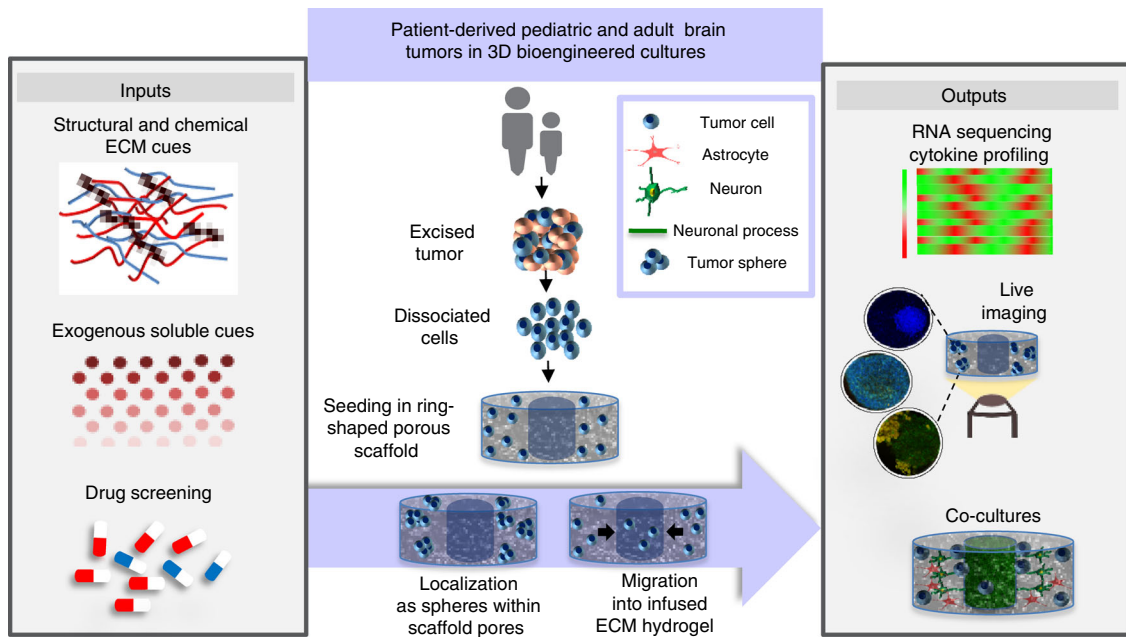 Patient-derived pediatric and adult brain
tumors in 3D bioengineered cultures
Inputs
Structural and chemical
ECM cues
Exogenous soluble cues
Drug screening
Tumor cell
Astrocyte
Neuron
Neuronal process
Tumor sphere
Excised
tumor
Dissociated
cells
Seeding in ring-
shaped porous
scaffold
Localization
as spheres within
scaffold pores
Migration
into infused
ECM hydrogel
Outputs
RNA sequencing
cytokine profiling
Live
imaging
Co-cultures